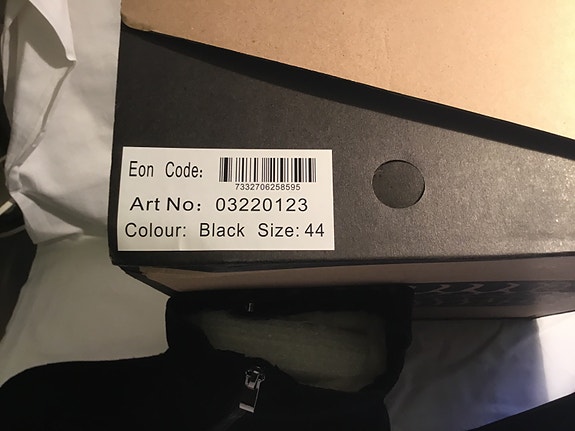 Eon Code:
7332706258595
Art No: 03220123
Colour: Black Size: 44